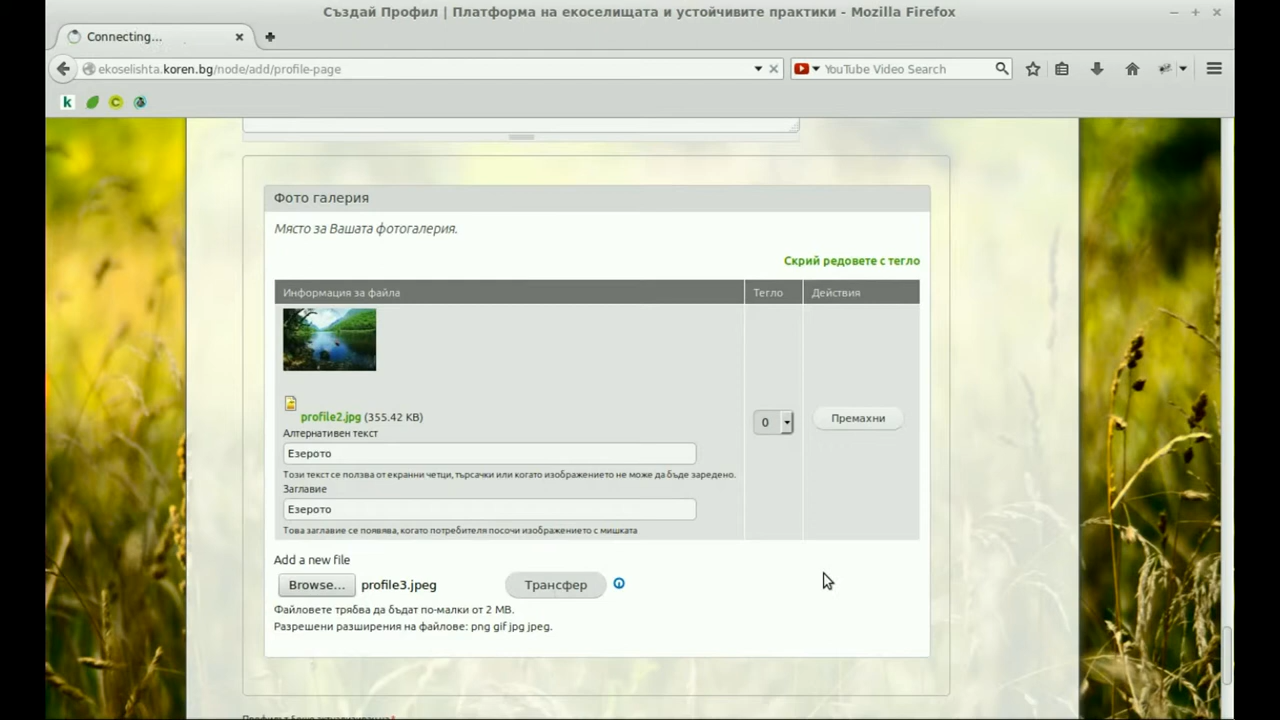 Създай Профил | Платформа на екоселищата и устойчивите практики - Mozilla Firefox
Connecting...
ekoselishta.koren.bg/node/add/profile-page
YouTube Video Search
Фото галерия
Място за Вашата фотогалерия.
Скрий редовете с тегло
Информация за файла Тегло Действия
profile2.jpg (355.42 KB)
Алтернативен текст
0
Премахни
Езерото
Този текст се ползва от екранни четци, търсачки или когато изображението не може да бъде заредено.
Заглавие
Езерото
Това заглавие се появява, когато потребителя посочи изображението с мишката
Add a new file
Browse... profile3.jpeg Трансфер
Файловете трябва да бъдат по-малки от 2 MB.
Разрешени разширения на файлове: png gif jpg jpeg.